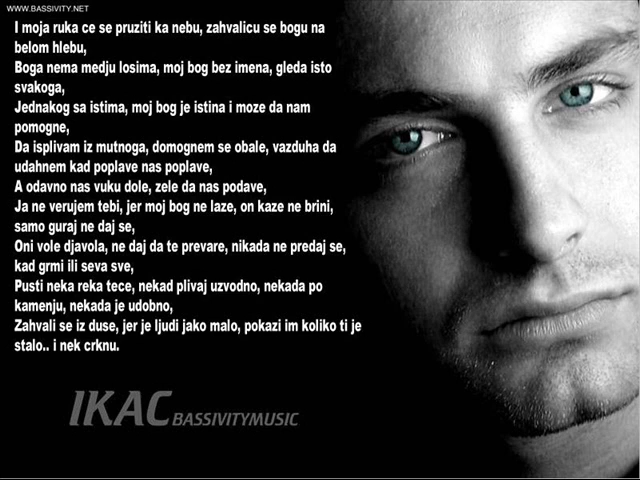 WWW.BASSIVITY.NET
I moja ruka ce se pruziti ka nebu, zahvalicu se bogu na
belom hlebu,
Boga nema medju losima, moj bog bez imena, gleda isto
svakoga,
Jednakog sa istima, moj bog je istina i moze da nam
pomogne,
Da isplivam iz mutnoga, domognem se obale, vazduha da
udahnem kad poplave nas poplave,
A odavno nas vuku dole, zele da nas podave,
Ja ne verujem tebi, jer moj bog ne laze, on kaze ne brini,
samo guraj ne daj se,
Oni vole djavola, ne daj da te prevare, nikada ne predaj se,
kad grmi ili seva sve,
Pusti neka reka tece, nekad plivaj uzvodno, nekada po
kamenju, nekada je udobno,
Zahvali se iz duse, jer je ljudi jako malo, pokazi im koliko ti je
stalo.. i nek crknu.
IKAC BASSIVITYMUSIC